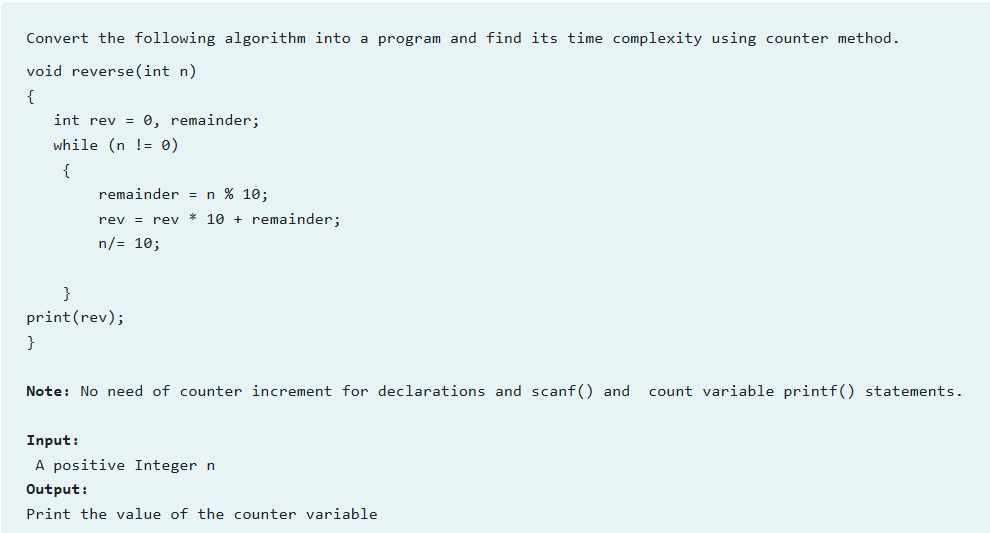 Convert the following algorithm into a program and find its time complexity using counter method.
void reverse(int n)
{
int rev = 0, remainder;
while (n != 0)
{
remainder = n % 10;
rev = rev * 10 + remainder;
n/= 10;
}
print(rev);
}
Note: No need of counter increment for declarations and scanf() and  count variable printf() statements.
Input:
A positive Integer n
Output:
Print the value of the counter variable